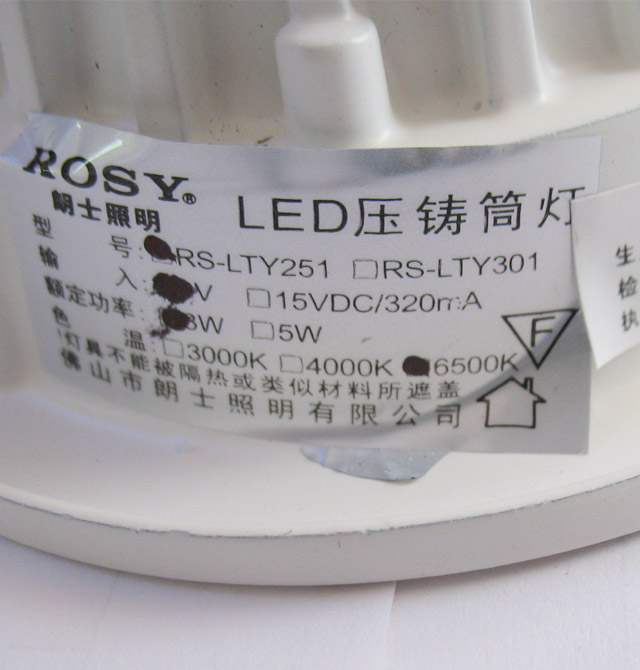 ROSY®
朗士照明
LED压铸筒灯
型 号: RS-LTY251 □RS-LTY301
输 入: V □15VDC/320mA
额定功率: 3W □5W
色 温: □3000K □4000K 6500K
F
灯具不能被隔热或类似材料所遮盖
佛山市朗士照明有限公司
生
检
执